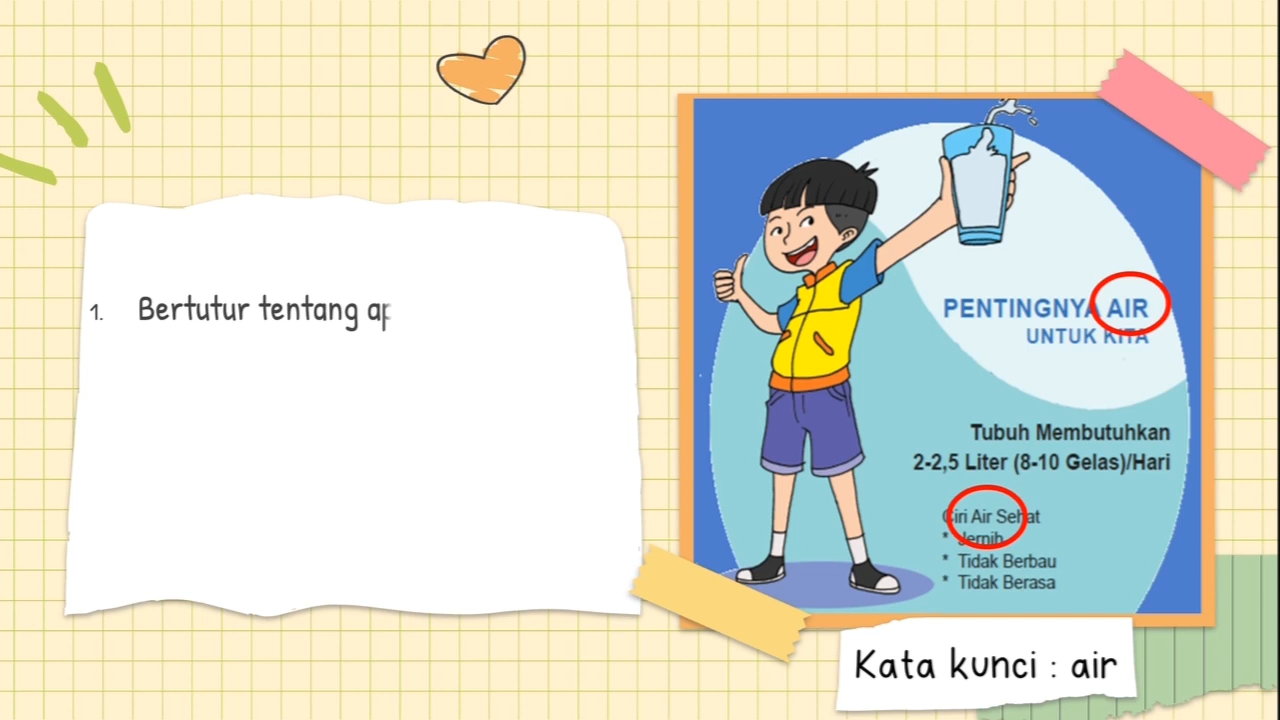 1. Bertutur tentang
PENTINGNYA AIR
UNTUK KITA
Tubuh Membutuhkan
2-2,5 Liter (8-10 Gelas)/Hari
Ciri Air Sehat
* Jernih
* Tidak Berbau
* Tidak Berasa
Kata kunci : air